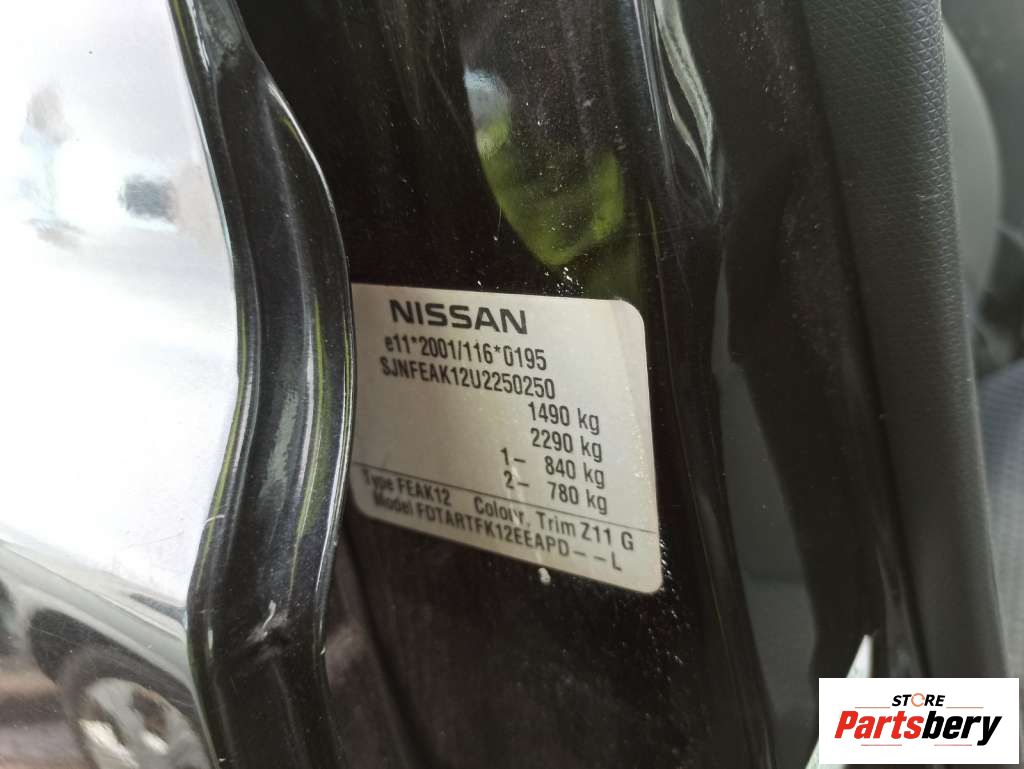 NISSAN
e11*2001/116*0195
SJNFEAK12U2250250
1490 kg
2290 kg
1- 840 kg
2- 780 kg
Type FEAK12 Colour, Trim Z11 G
Model FDTARTFK12EEAPD--L
STORE
Partsbery